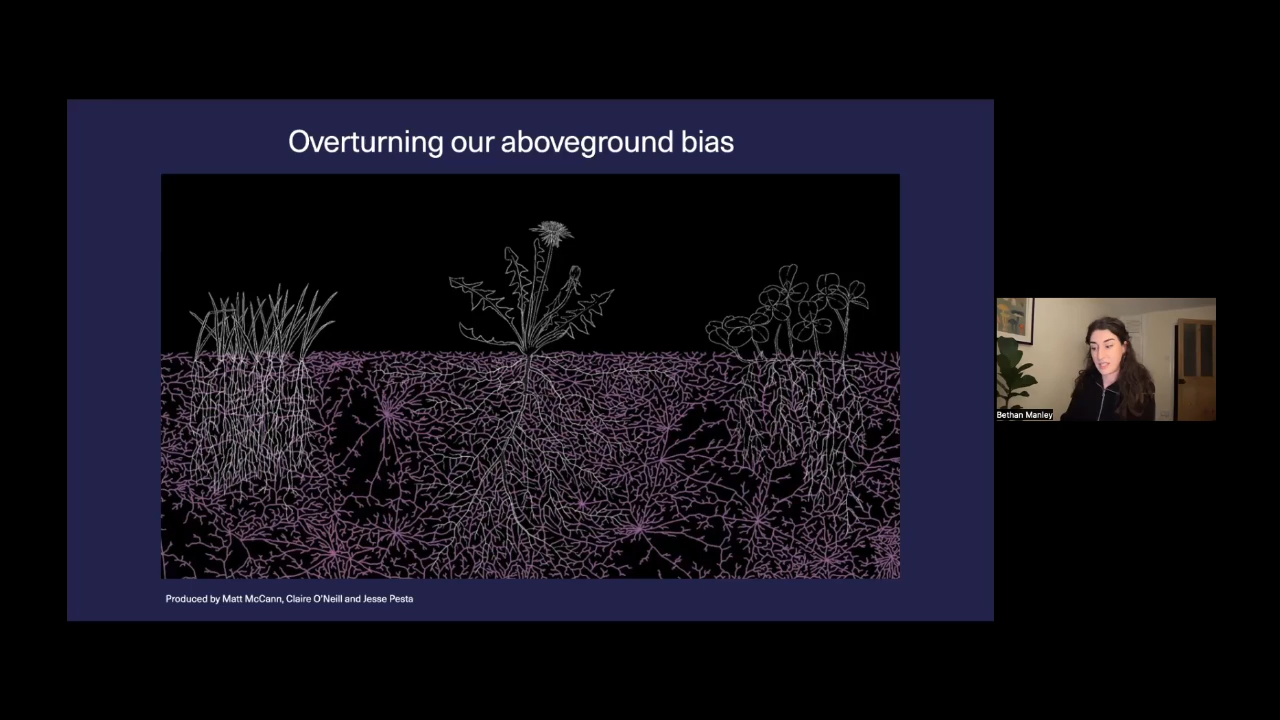 Overturning our aboveground bias
Bethan Manley
Produced by Matt McCann, Claire O'Neill and Jesse Pesta